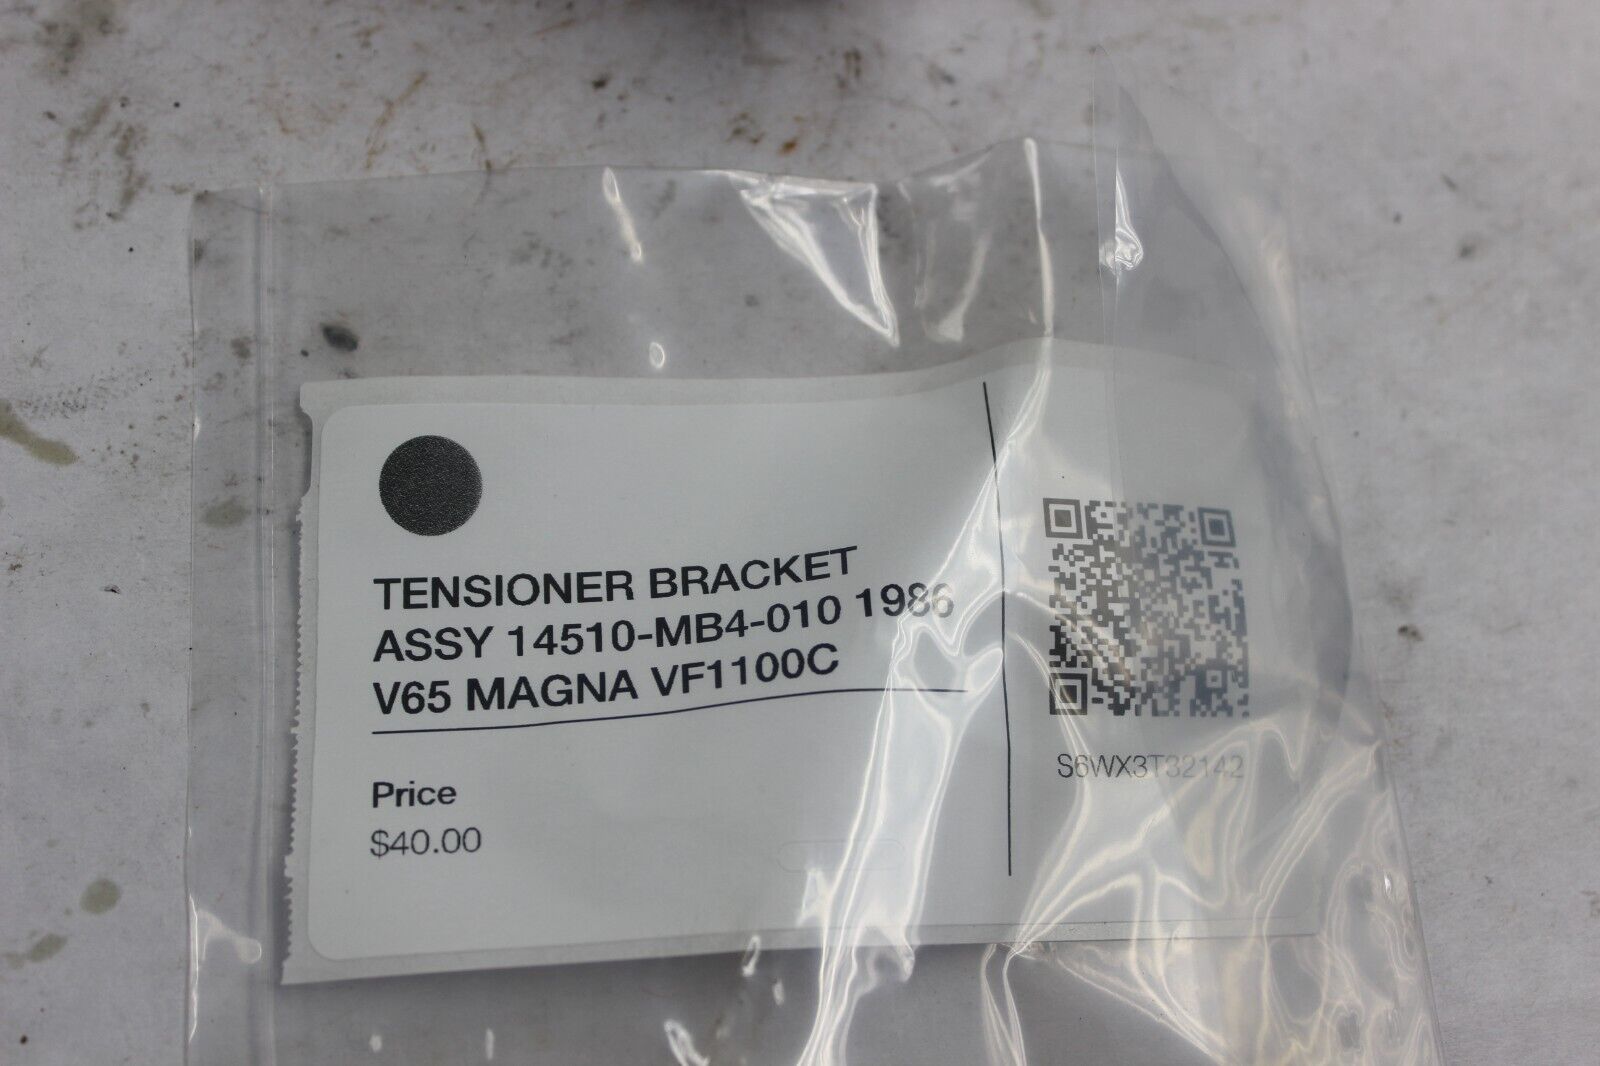 TENSIONER BRACKET
ASSY 14510-MB4-010 1986
V65 MAGNA VF1100C
Price
$40.00
S6WX3T32142